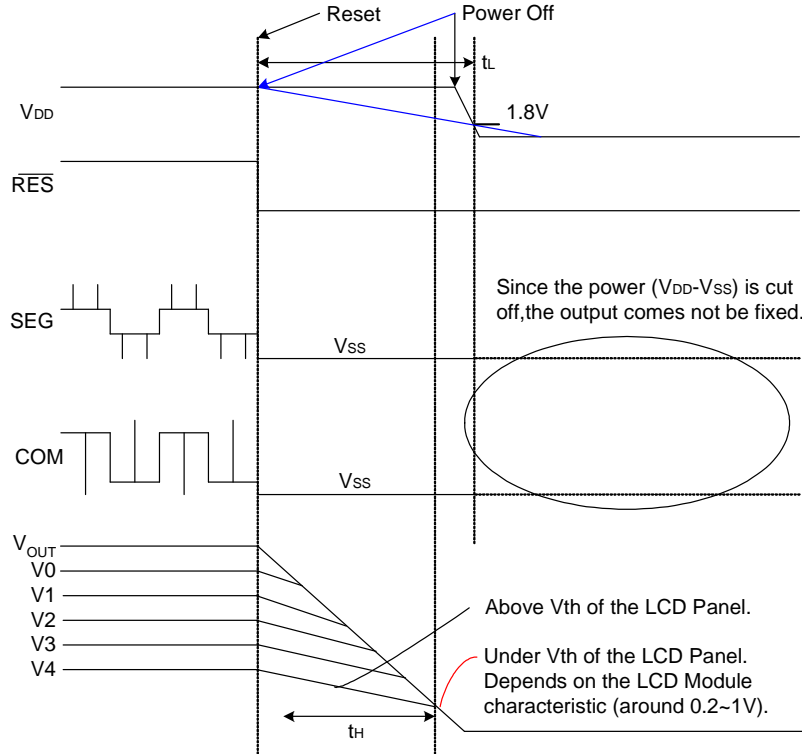 Reset
Power Off
tL
VDD
1.8V
RES
Since the power (VDD-VSS) is cut
off,the output comes not be fixed.
SEG
VSS
COM
VSS
VOUT
V0
V1
V2
V3
V4
Above Vth of the LCD Panel.
Under Vth of the LCD Panel.
Depends on the LCD Module
characteristic (around 0.2~1V).
tH